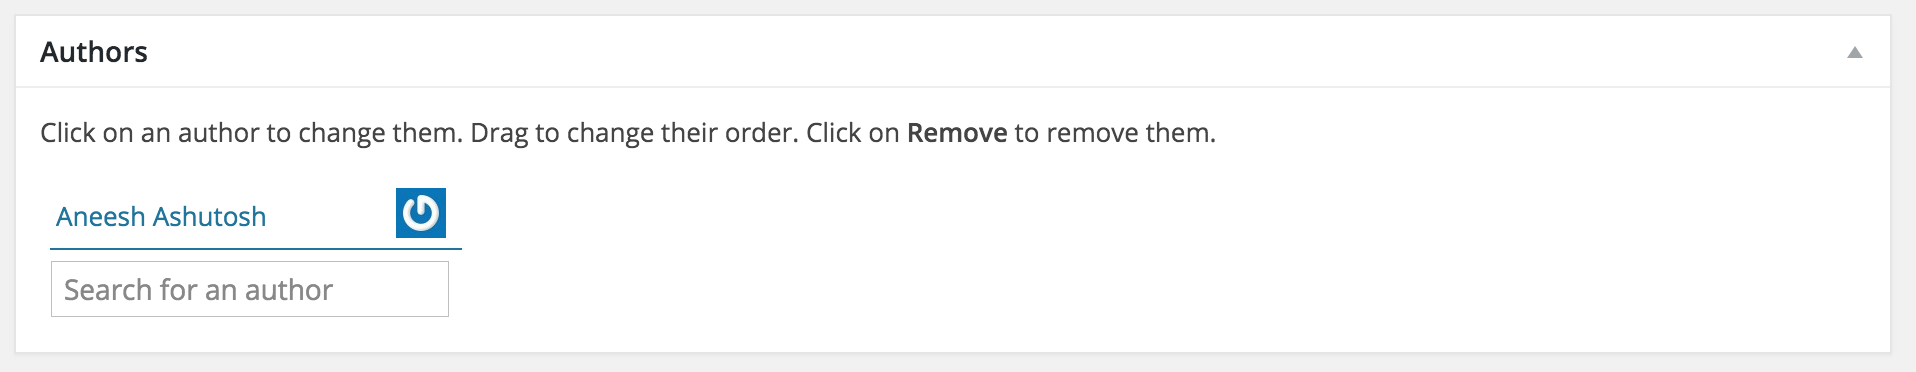 Authors
Click on an author to change them. Drag to change their order. Click on Remove to remove them.
Aneesh Ashutosh
Search for an author